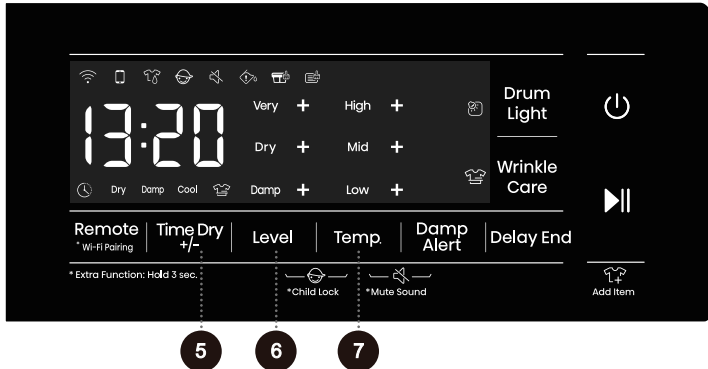 13:20
Very + High +
Dry + Mid +
Damp + Low +
Dry Damp Cool
Drum
Light
Wrinkle
Care
Remote
* Wi-Fi Pairing
Time Dry
+/-
Level
Temp.
Damp
Alert
Delay End
* Extra Function: Hold 3 sec.
*Child Lock
*Mute Sound
Add Item
5
6
7